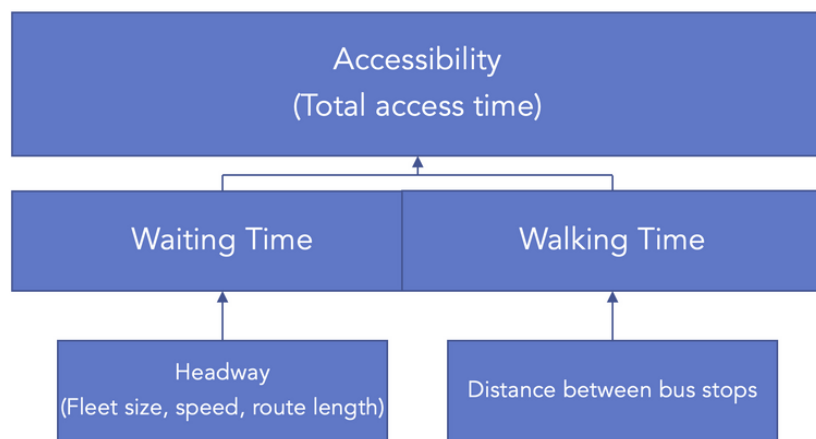 Accessibility
(Total access time)
Waiting Time
Walking Time
Headway
(Fleet size, speed, route length)
Distance between bus stops